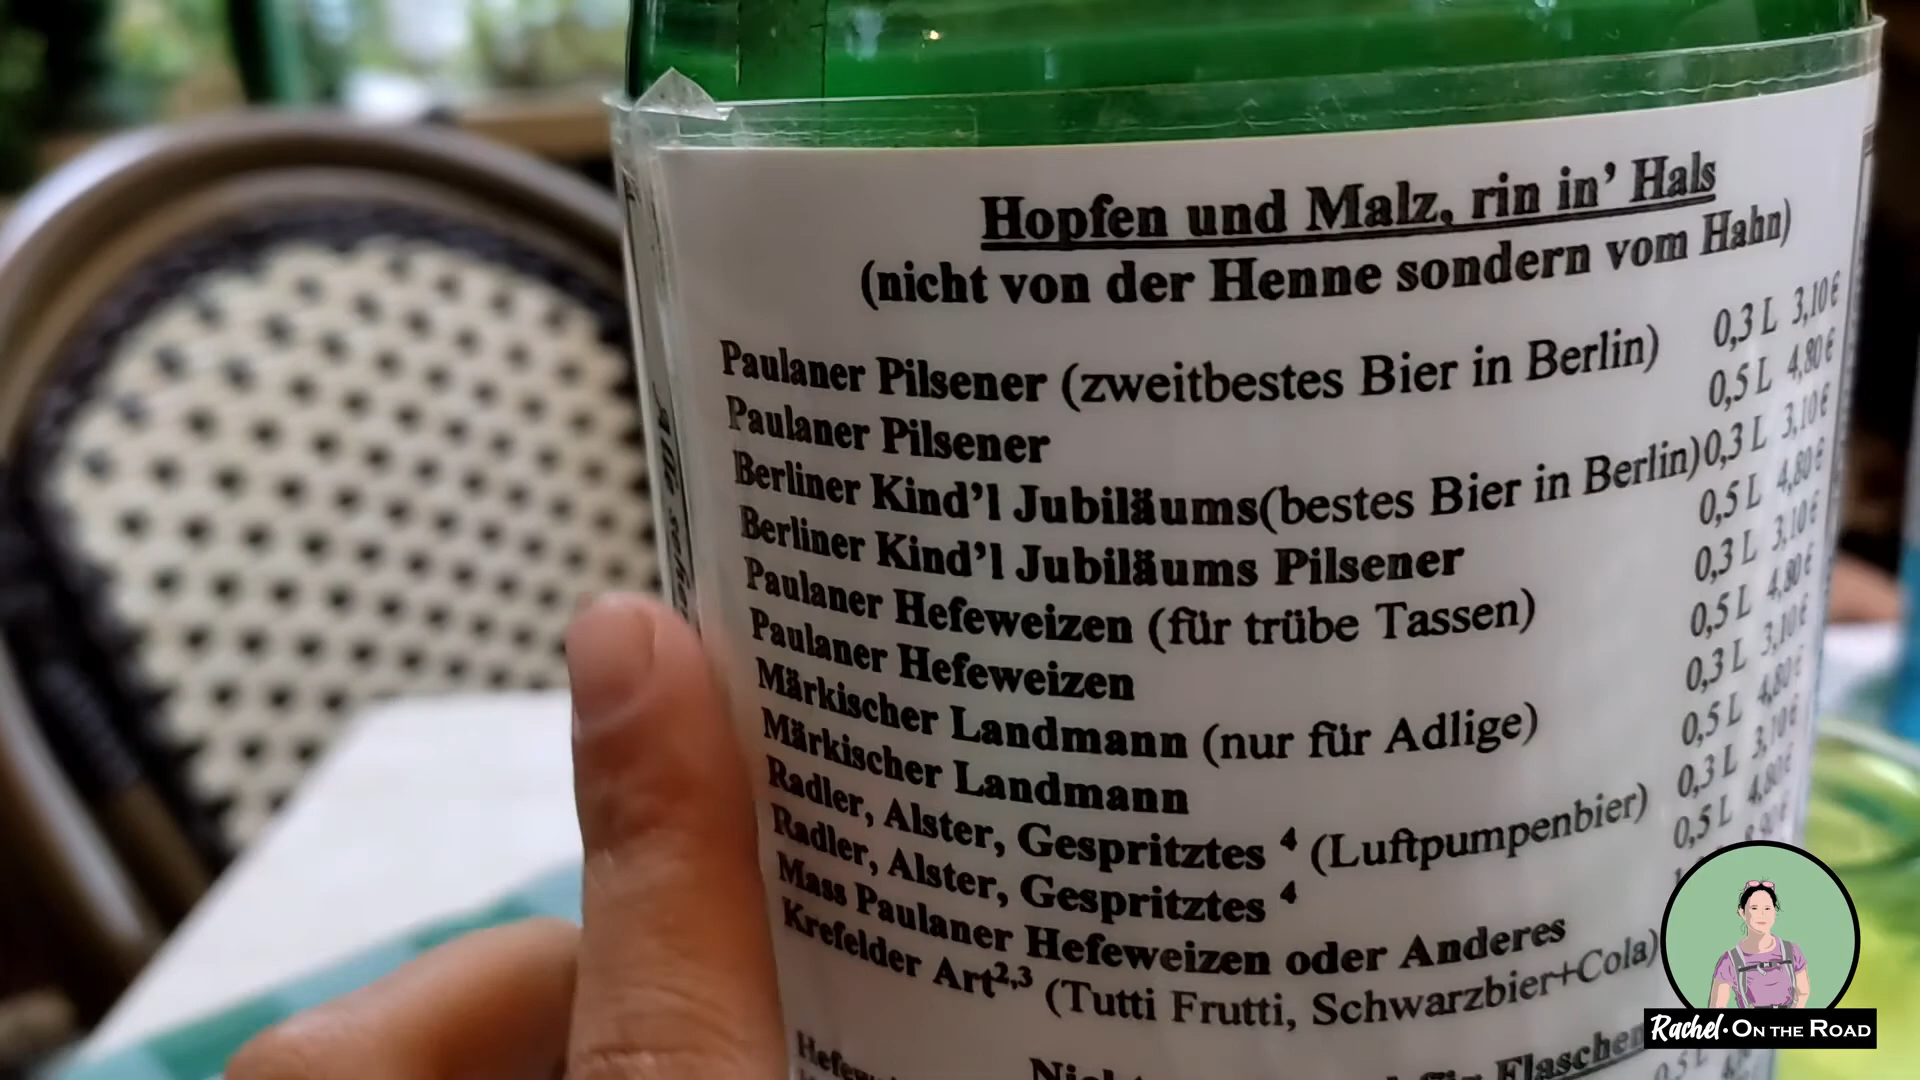 Hopfen und Malz, rin in' Hals
(nicht von der Henne sondern vom Hahn)
Paulaner Pilsener (zweitbestes Bier in Berlin) 0,3 L 3,10 €
Paulaner Pilsener 0,5 L 4,80 €
Berliner Kind'l Jubiläums(bestes Bier in Berlin) 0,3 L 3,10 €
Berliner Kind'l Jubiläums Pilsener 0,5 L 4,80 €
Paulaner Hefeweizen (für trübe Tassen) 0,3 L 3,10 €
Paulaner Hefeweizen 0,5 L 4,80 €
Märkischer Landmann (nur für Adlige) 0,3 L 3,10 €
Märkischer Landmann 0,5 L 4,80 €
Radler, Alster, Gespritztes 4 (Luftpumpenbier) 0,3 L 3,10 €
Radler, Alster, Gespritztes 4 0,5 L 4,80 €
Mass Paulaner Hefeweizen oder Anderes
Krefelder Art2,3 (Tutti Frutti, Schwarzbier+Cola)
Flaschen
Rachel · ON THE ROAD